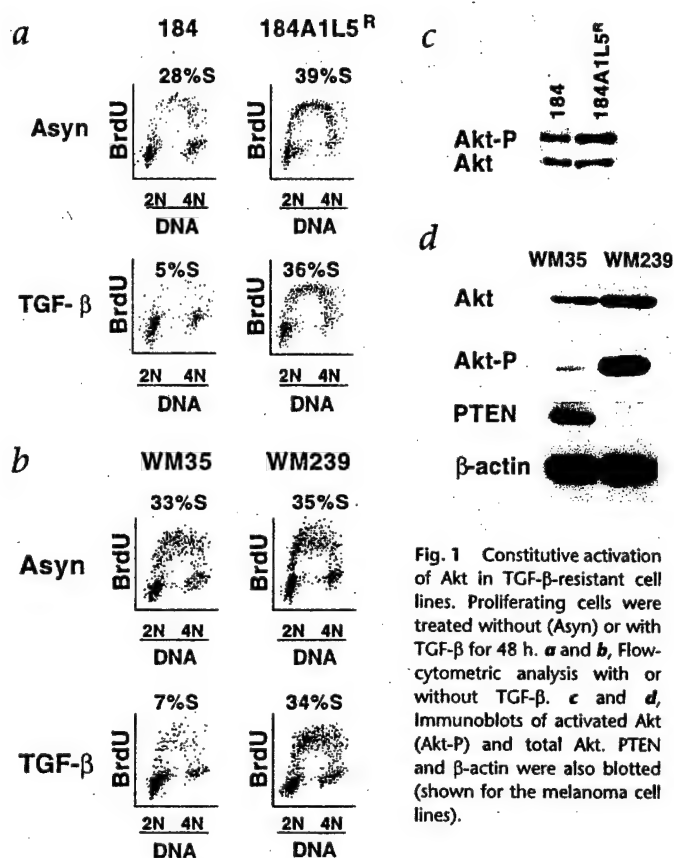 a
184 184A1L5R
28%S 39%S
Asyn BrdU BrdU
2N 4N 2N 4N
DNA DNA
5%S 36%S
TGF-β BrdU BrdU
2N 4N 2N 4N
DNA DNA
b
WM35 WM239
33%S 35%S
Asyn BrdU BrdU
2N 4N 2N 4N
DNA DNA
7%S 34%S
TGF-β BrdU BrdU
2N 4N 2N 4N
DNA DNA
c
184 184A1L5R
Akt-P
Akt
d
WM35 WM239
Akt
Akt-P
PTEN
β-actin
Fig. 1 Constitutive activation
of Akt in TGF-β-resistant cell
lines. Proliferating cells were
treated without (Asyn) or with
TGF-β for 48 h. a and b, Flow-
cytometric analysis with or
without TGF-β. c and d,
Immunoblots of activated Akt
(Akt-P) and total Akt. PTEN
and β-actin were also blotted
(shown for the melanoma cell
lines).